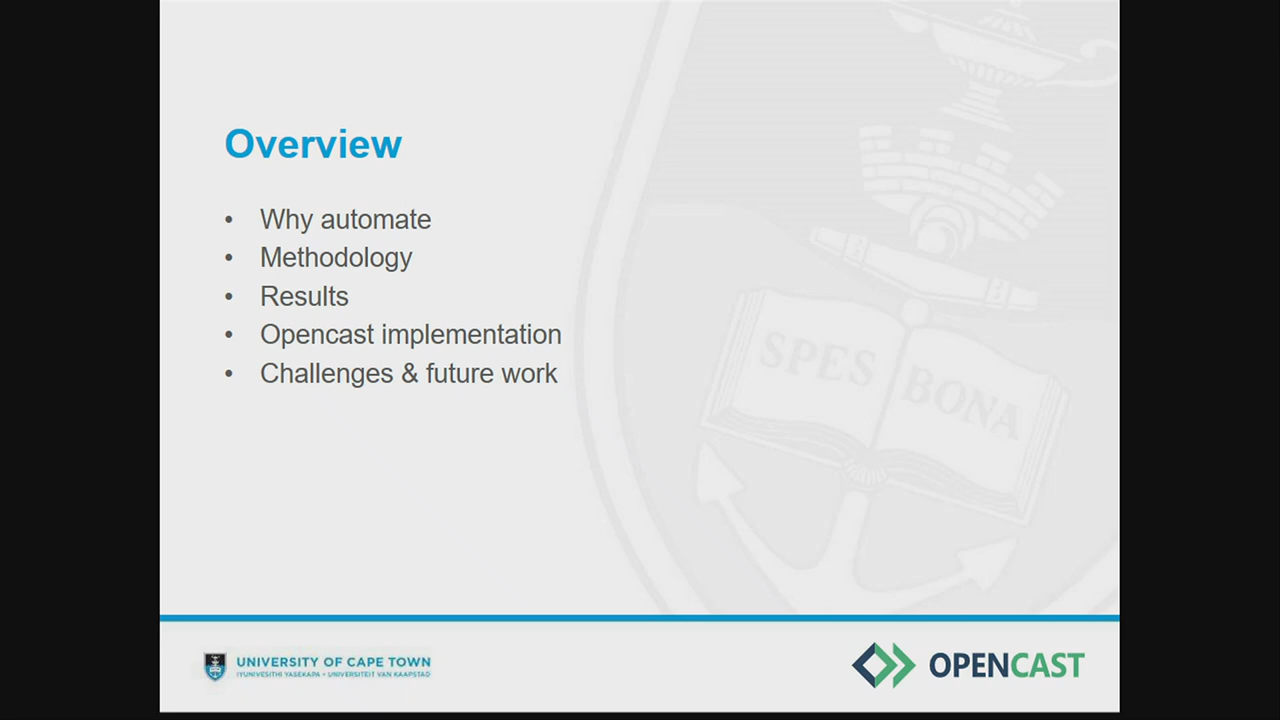 Overview
• Why automate
• Methodology
• Results
• Opencast implementation
• Challenges & future work
SPES BONA
UNIVERSITY OF CAPE TOWN
IYUNIVESITHI YASEKAPA • UNIVERSITEIT VAN KAAPSTAD
OPENCAST